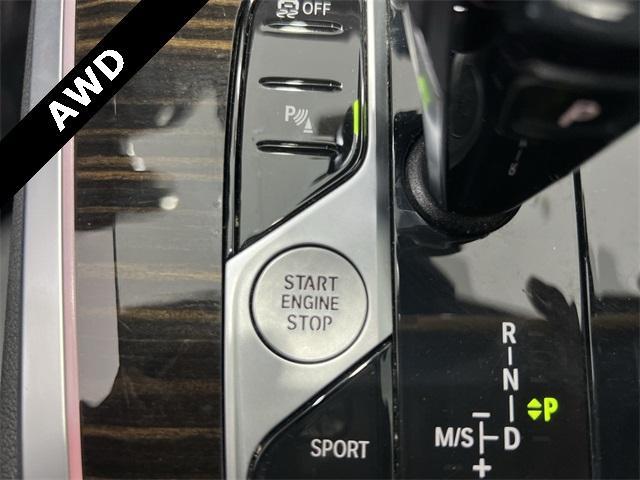 AWD
OFF
P
P
START
ENGINE
STOP
SPORT
R
N
P
M/S
D
+